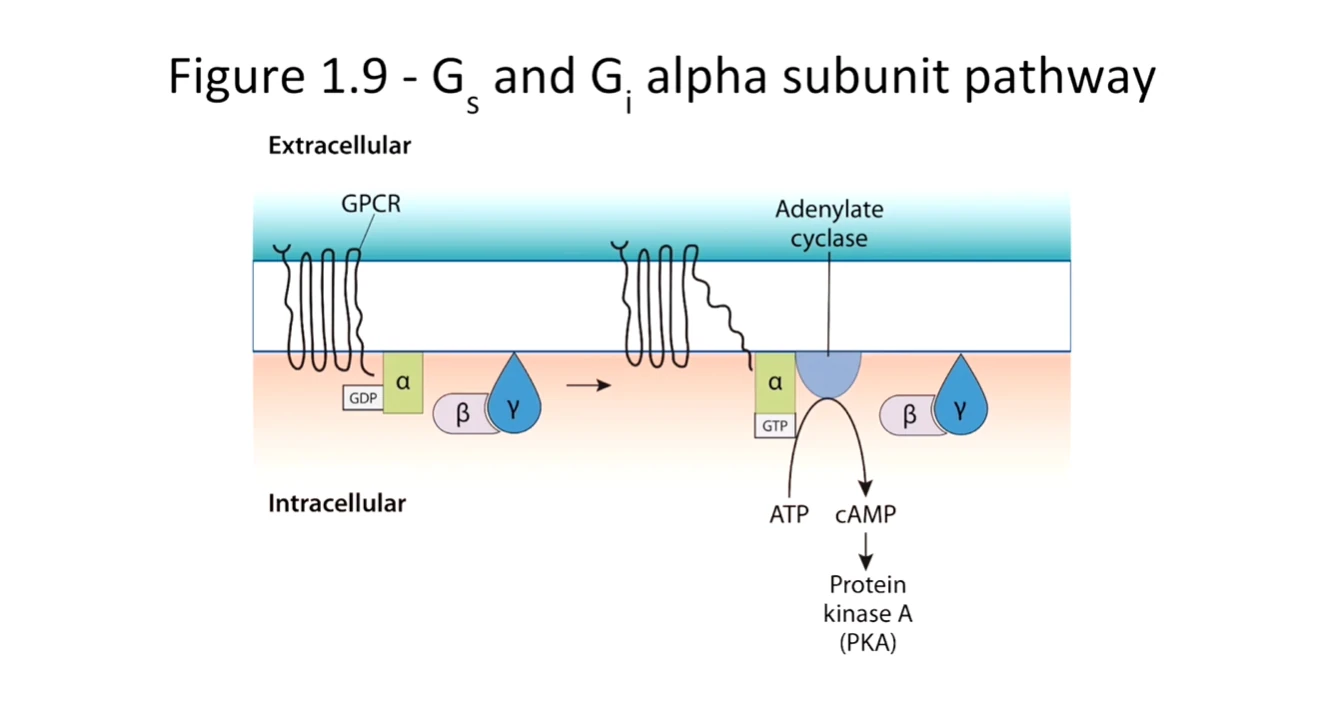 Figure 1.9 - Gs and Gi alpha subunit pathway
Extracellular
GPCR
Adenylate
cyclase
α
GDP
β
γ
α
GTP
β
γ
Intracellular
ATP
cAMP
Protein
kinase A
(PKA)